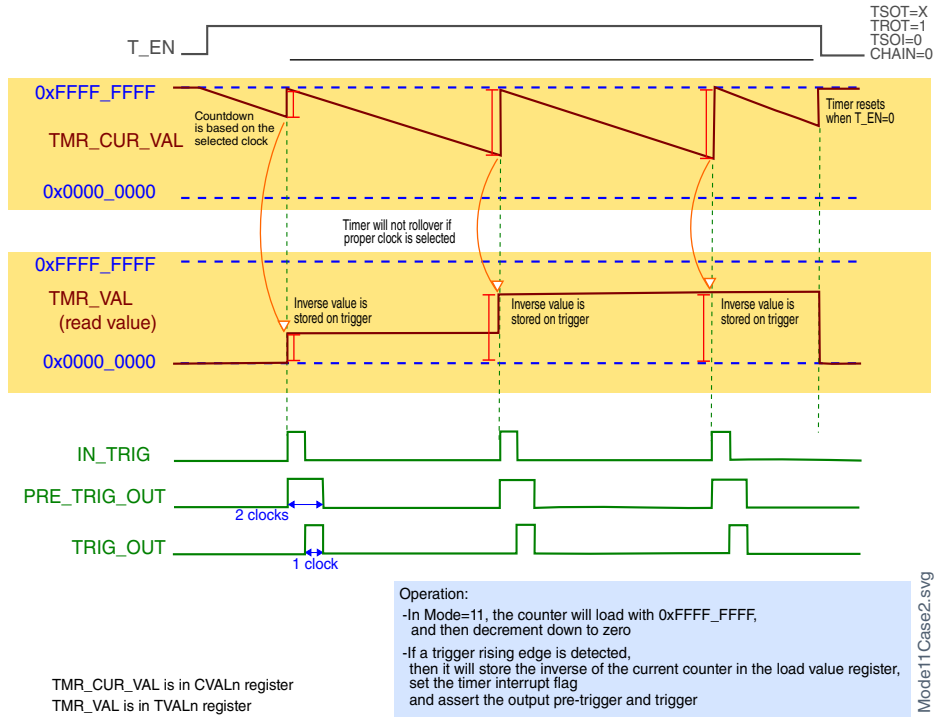 TSOT=X
TROT=1
TSOI=0
CHAIN=0
T_EN
0xFFFF_FFFF
Countdown
is based on the
selected clock
Timer resets
when T_EN=0
TMR_CUR_VAL
0x0000_0000
Timer will not rollover if
proper clock is selected
0xFFFF_FFFF
TMR_VAL
(read value)
Inverse value is
stored on trigger
Inverse value is
stored on trigger
Inverse value is
stored on trigger
0x0000_0000
IN_TRIG
PRE_TRIG_OUT
2 clocks
TRIG_OUT
1 clock
Operation:
-In Mode=11, the counter will load with 0xFFFF_FFFF,
and then decrement down to zero
-If a trigger rising edge is detected,
then it will store the inverse of the current counter in the load value register,
set the timer interrupt flag
and assert the output pre-trigger and trigger
TMR_CUR_VAL is in CVALn register
TMR_VAL is in TVALn register
Mode11Case2.svg